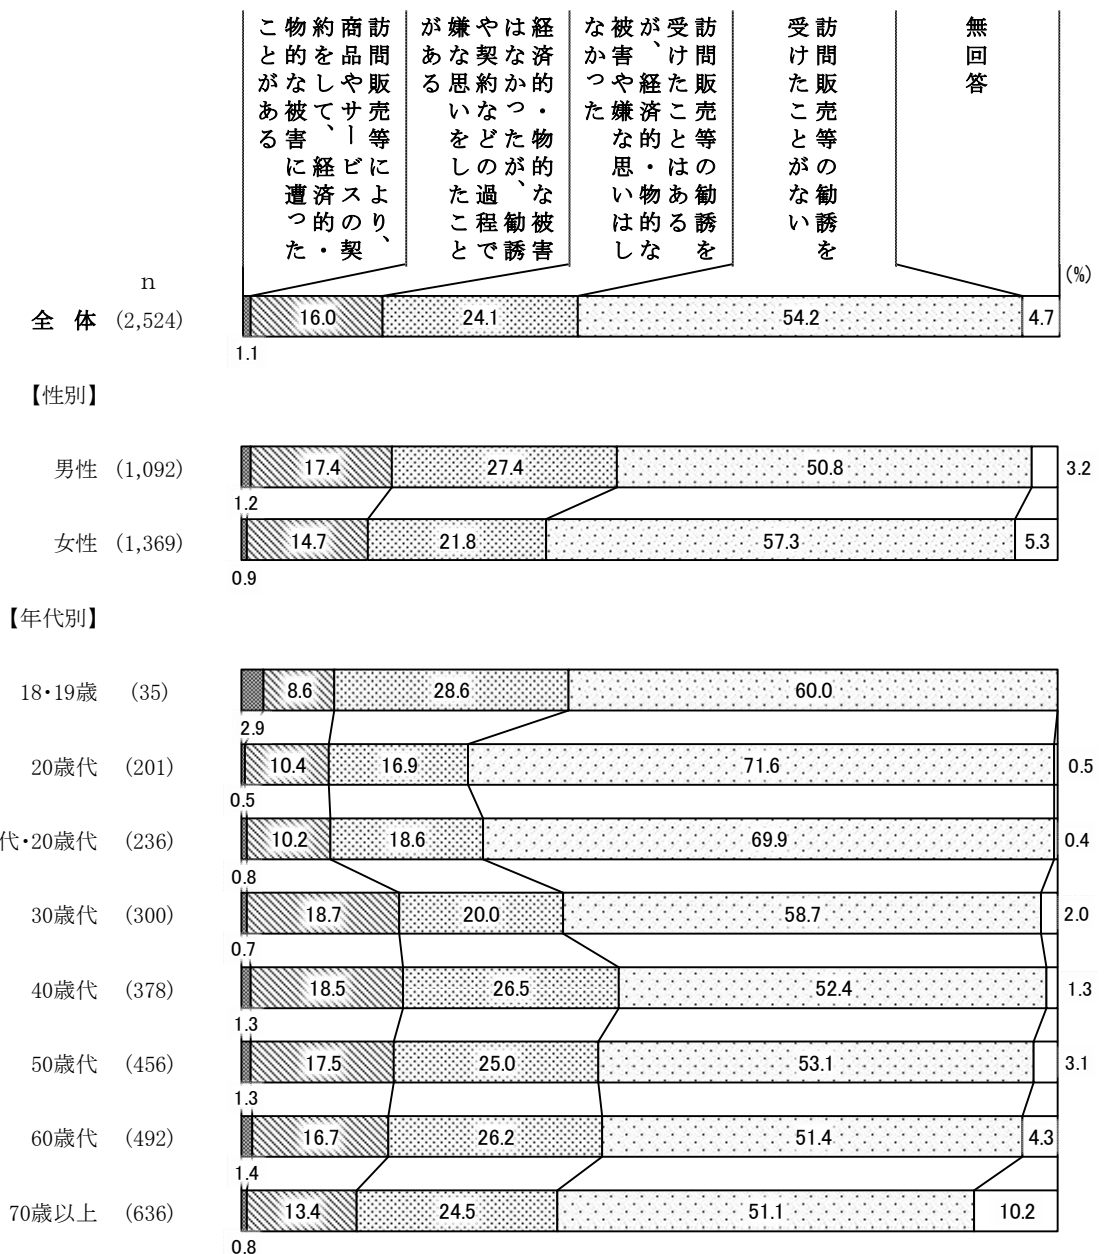 訪問販売等により、
商品やサービスの契
約をして、経済的・
物的な被害に遭った
ことがある
経済的・物的な被害
はなかったが、勧誘
や契約などの過程で
嫌な思いをしたこと
がある
訪問販売等の勧誘を
受けたことはある
が、経済的・物的な
被害や嫌な思いはし
なかった
訪問販売等の勧誘を
受けたことがない
無回答
(%)
n
全 体 (2,524) 16.0 24.1 54.2 4.7
1.1
【性別】
男性 (1,092) 17.4 27.4 50.8 3.2
1.2
女性 (1,369) 14.7 21.8 57.3 5.3
0.9
【年代別】
18・19歳 (35) 8.6 28.6 60.0
2.9
20歳代 (201) 10.4 16.9 71.6 0.5
0.5
代・20歳代 (236) 10.2 18.6 69.9 0.4
0.8
30歳代 (300) 18.7 20.0 58.7 2.0
0.7
40歳代 (378) 18.5 26.5 52.4 1.3
1.3
50歳代 (456) 17.5 25.0 53.1 3.1
1.3
60歳代 (492) 16.7 26.2 51.4 4.3
1.4
70歳以上 (636) 13.4 24.5 51.1 10.2
0.8